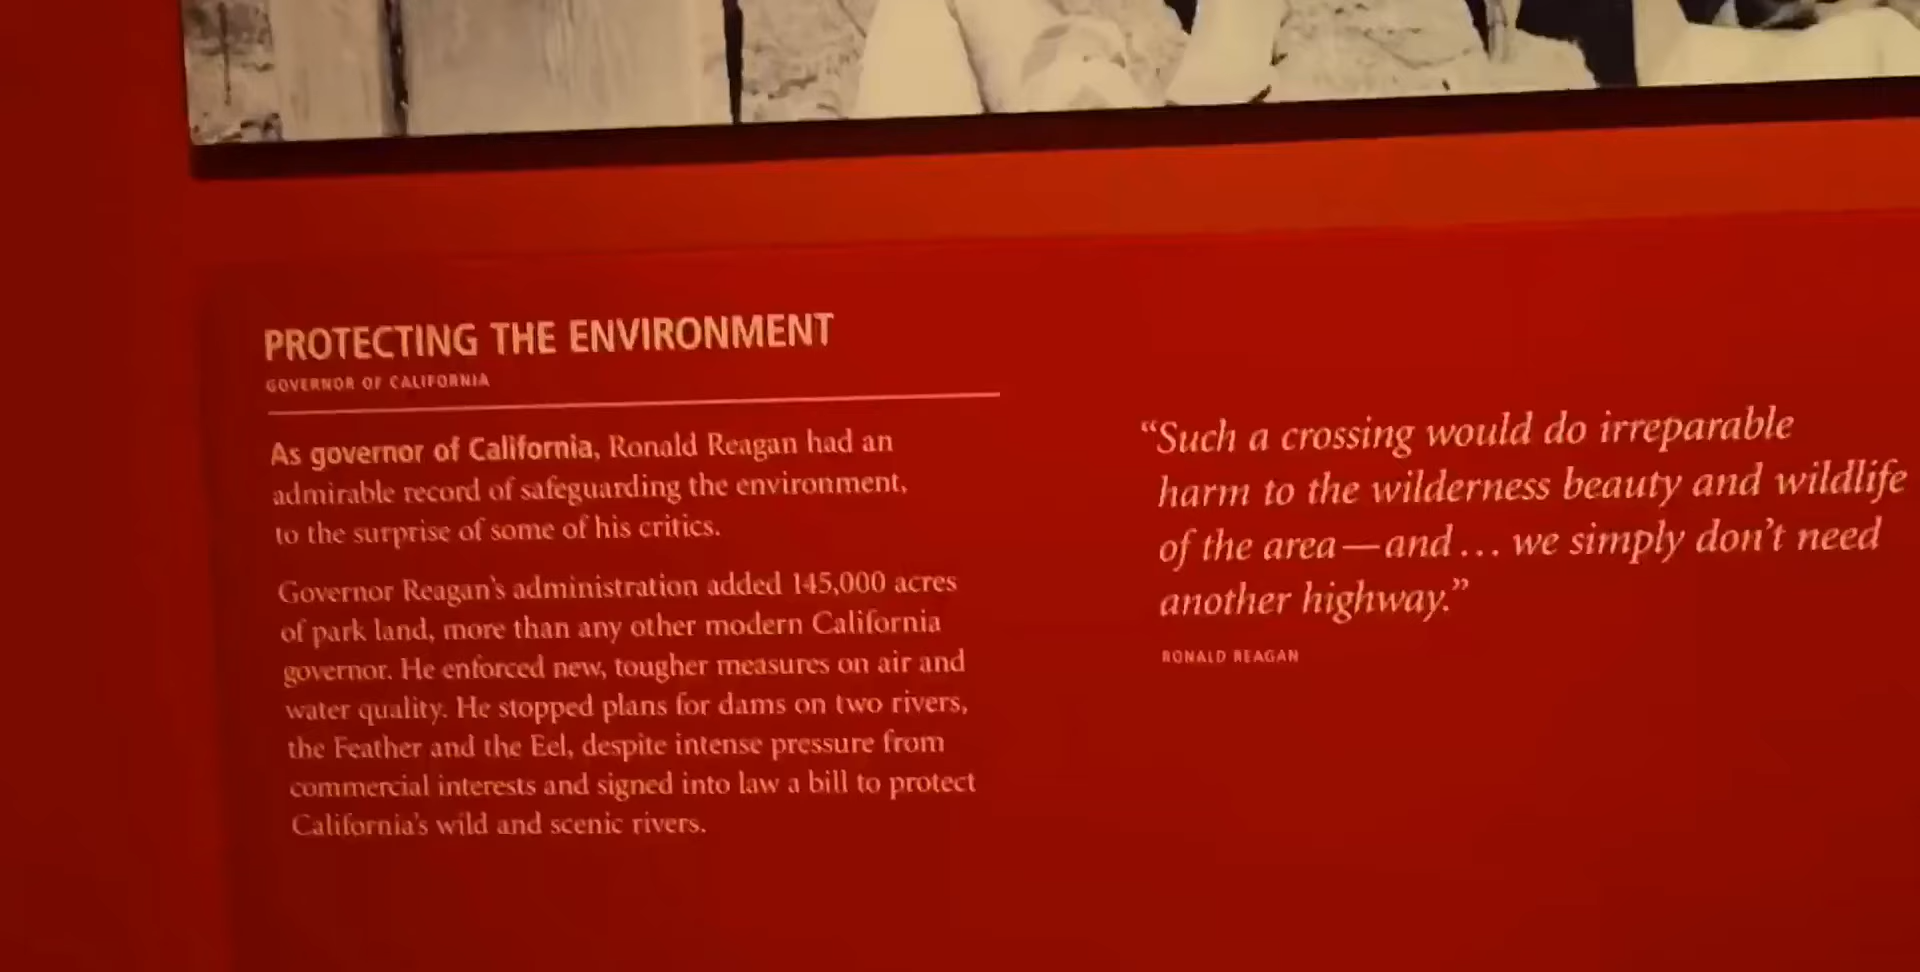 PROTECTING THE ENVIRONMENT
GOVERNOR OF CALIFORNIA
As governor of California, Ronald Reagan had an
admirable record of safeguarding the environment,
to the surprise of some of his critics.
Governor Reagan's administration added 145,000 acres
of park land, more than any other modern California
governor. He enforced new, tougher measures on air and
water quality. He stopped plans for dams on two rivers,
the Feather and the Eel, despite intense pressure from
commercial interests and signed into law a bill to protect
California's wild and scenic rivers.
“Such a crossing would do irreparable
harm to the wilderness beauty and wildlife
of the area—and... we simply don't need
another highway.”
RONALD REAGAN